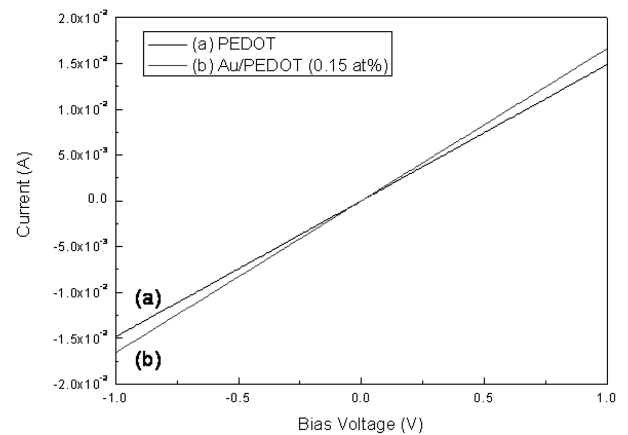 2.0x10⁻²
1.5x10⁻²
1.0x10⁻²
5.0x10⁻³
0.0
-5.0x10⁻³
-1.0x10⁻²
-1.5x10⁻²
-2.0x10⁻²
Current (A)
(a) PEDOT
(b) Au/PEDOT (0.15 at%)
(a)
(b)
-1.0 -0.5 0.0 0.5 1.0
Bias Voltage (V)